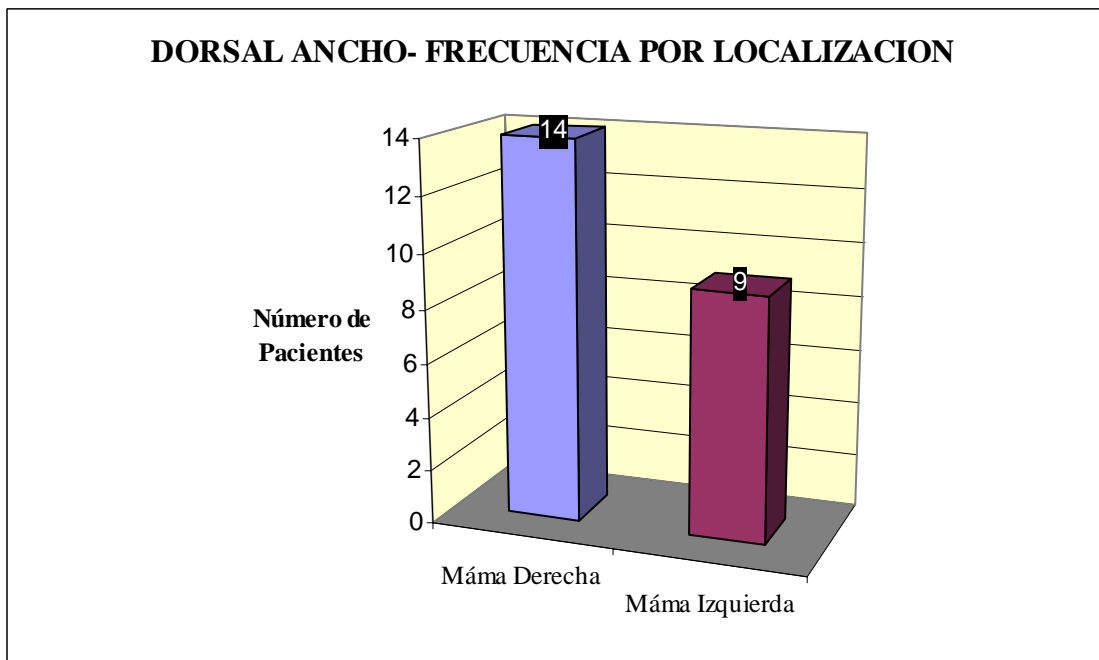 DORSAL ANCHO- FRECUENCIA POR LOCALIZACION
14
12
10
8
6
4
2
0
Número de
Pacientes
14
9
Máma Derecha
Máma Izquierda